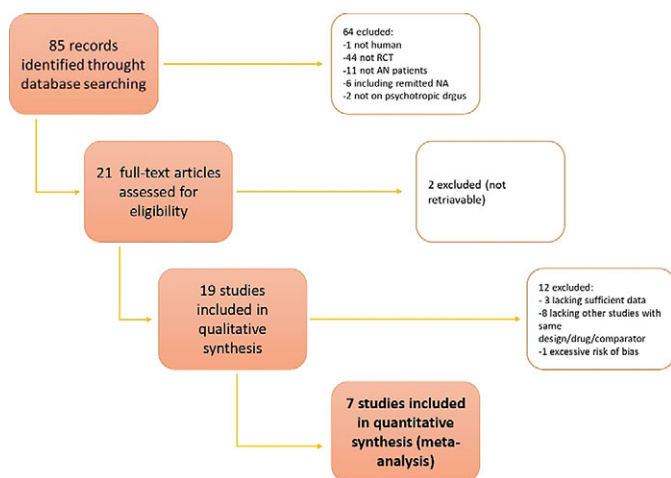 85 records
identified throught
database searching
64 ecluded:
-1 not human
-44 not RCT
-11 not AN patients
-6 including remitted NA
-2 not on psychotropic drgus
21 full-text articles
assessed for
eligibility
2 excluded (not
retriavable)
19 studies
included in
qualitative
synthesis
12 excluded:
- 3 lacking sufficient data
-8 lacking other studies with
same
design/drug/comparator
-1 excessive risk of bias
7 studies included
in quantitative
synthesis (meta-
analysis)